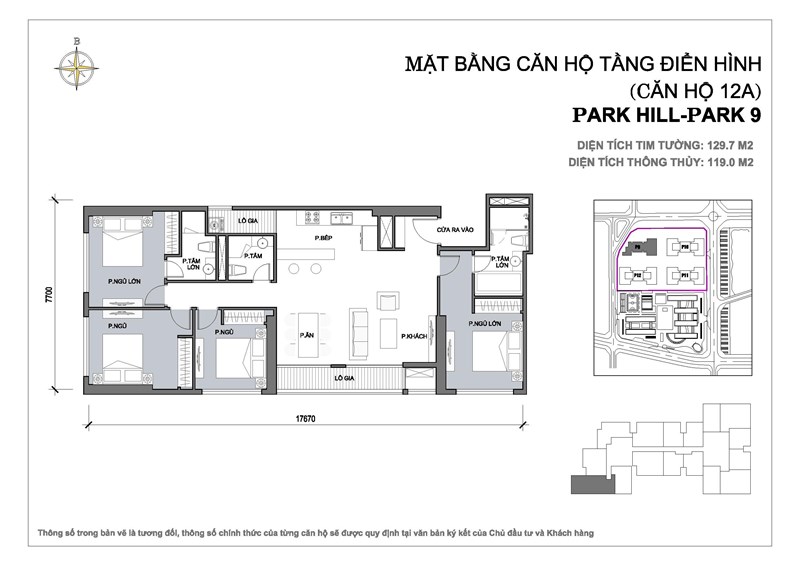 B
MẶT BẰNG CĂN HỘ TẦNG ĐIỂN HÌNH
(CĂN HỘ 12A)
PARK HILL-PARK 9
DIỆN TÍCH TIM TƯỜNG: 129.7 M2
DIỆN TÍCH THÔNG THỦY: 119.0 M2
LÔ GIA
P.BẾP
CỬA RA VÀO
P.TẮM
LỚN
P.TẮM
P.TẮM
LỚN
P.NGỦ LỚN
P.NGỦ
P.NGỦ
P.ĂN
P.KHÁCH
P.NGỦ LỚN
LÔ GIA
7700
17670
P9
P10
P12
P11
Thông số trong bản vẽ là tương đối, thông số chính thức của từng căn hộ sẽ được quy định tại văn bản ký kết của Chủ đầu tư và Khách hàng